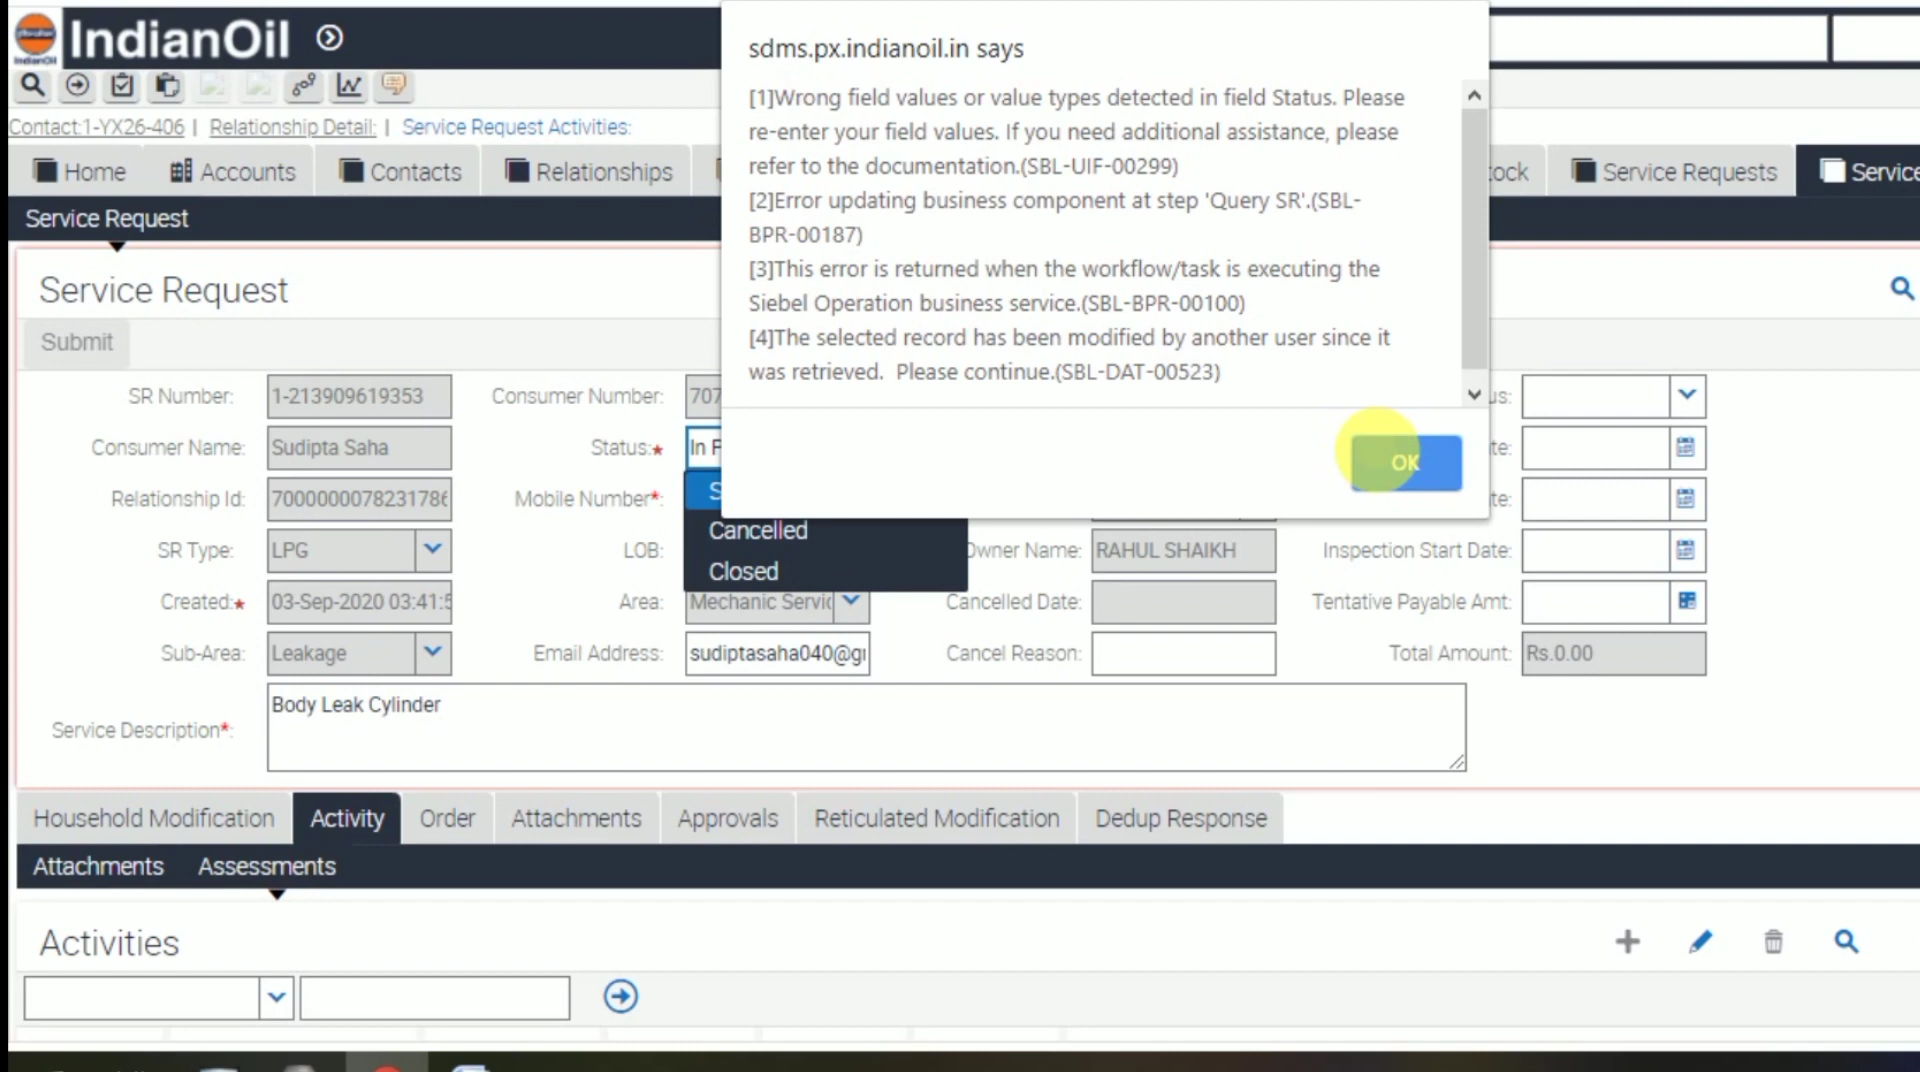 IndianOil
sdms.px.indianoil.in says
[1]Wrong field values or value types detected in field Status. Please
re-enter your field values. If you need additional assistance, please
refer to the documentation.(SBL-UIF-00299)
[2]Error updating business component at step 'Query SR'.(SBL-
BPR-00187)
[3]This error is returned when the workflow/task is executing the
Siebel Operation business service.(SBL-BPR-00100)
[4]The selected record has been modified by another user since it
was retrieved.  Please continue.(SBL-DAT-00523)
OK
Contact:1-YX26-406 | Relationship Detail: | Service Request Activities:
Home Accounts Contacts Relationships Service Requests
Service Request
Service Request
Submit
SR Number: 1-213909619353 Consumer Number: 707
Consumer Name: Sudipta Saha Status:★ In
Relationship Id: Mobile Number*:
SR Type: LPG LOB: Owner Name: RAHUL SHAIKH Inspection Start Date:
Cancelled
Closed
Created:★ 03-Sep-2020 03:41:5 Area: Mechanic Servic Cancelled Date: Tentative Payable Amt:
Sub-Area: Leakage Email Address: sudiptasaha040@g Cancel Reason: Total Amount: Rs.0.00
Service Description*: Body Leak Cylinder
Household Modification Activity Order Attachments Approvals Reticulated Modification Dedup Response
Attachments Assessments
Activities